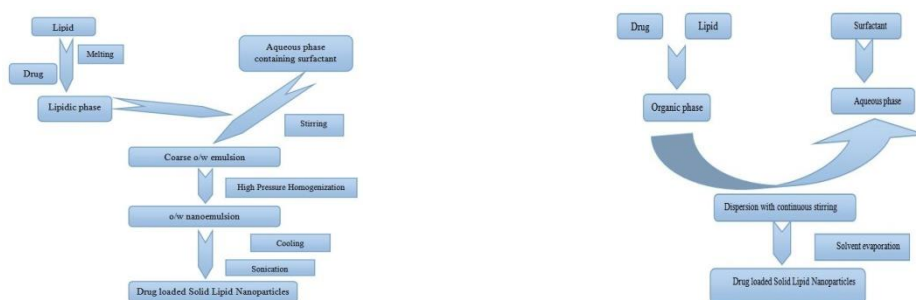 Lipid
Melting
Drug
Lipidic phase
Aqueous phase
containing surfactant
Stirring
Coarse o/w emulsion
High Pressure Homogenization
o/w nanoemulsion
Cooling
Sonication
Drug loaded Solid Lipid Nanoparticles
Drug
Lipid
Surfactant
Organic phase
Aqueous phase
Dispersion with continuous stirring
Solvent evaporation
Drug loaded Solid Lipid Nanoparticles